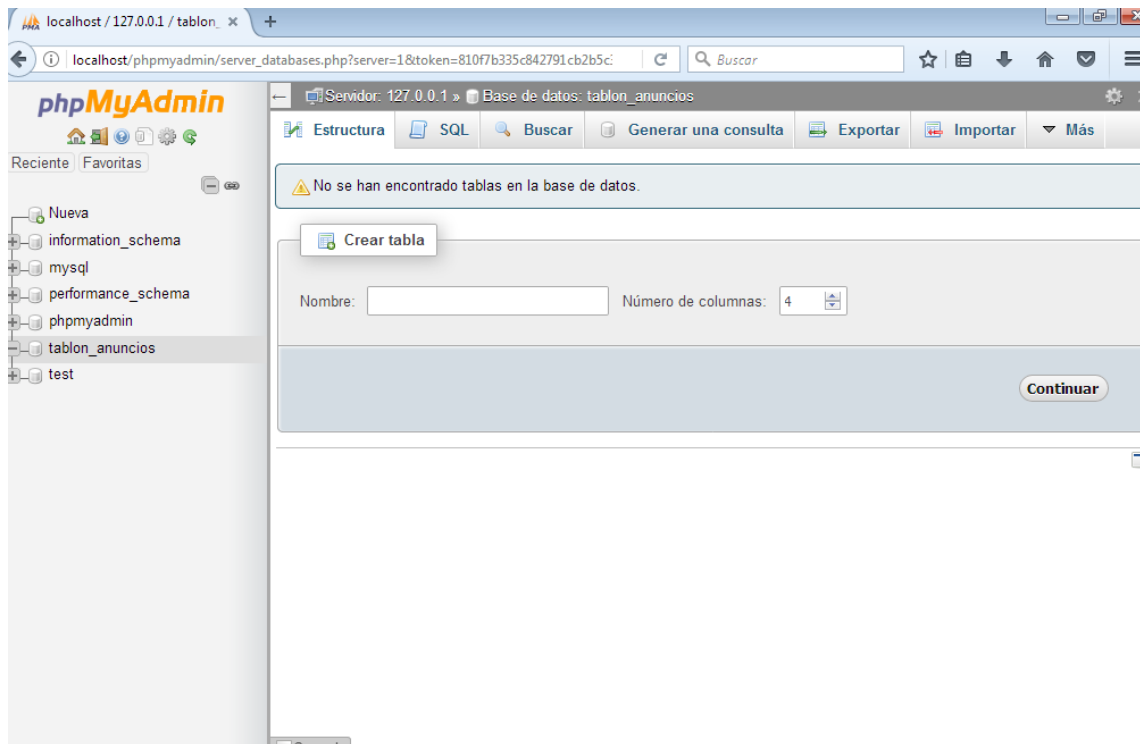 localhost / 127.0.0.1 / tablon_
localhost/phpmyadmin/server_databases.php?server=1&token=810f7b335c842791cb2b5c
Buscar
phpMyAdmin
Servidor: 127.0.0.1 » Base de datos: tablon_anuncios
Estructura SQL Buscar Generar una consulta Exportar Importar Más
Reciente Favoritas
No se han encontrado tablas en la base de datos.
Nueva
information_schema
mysql
performance_schema
phpmyadmin
tablon_anuncios
test
Crear tabla
Nombre: Número de columnas: 4
Continuar